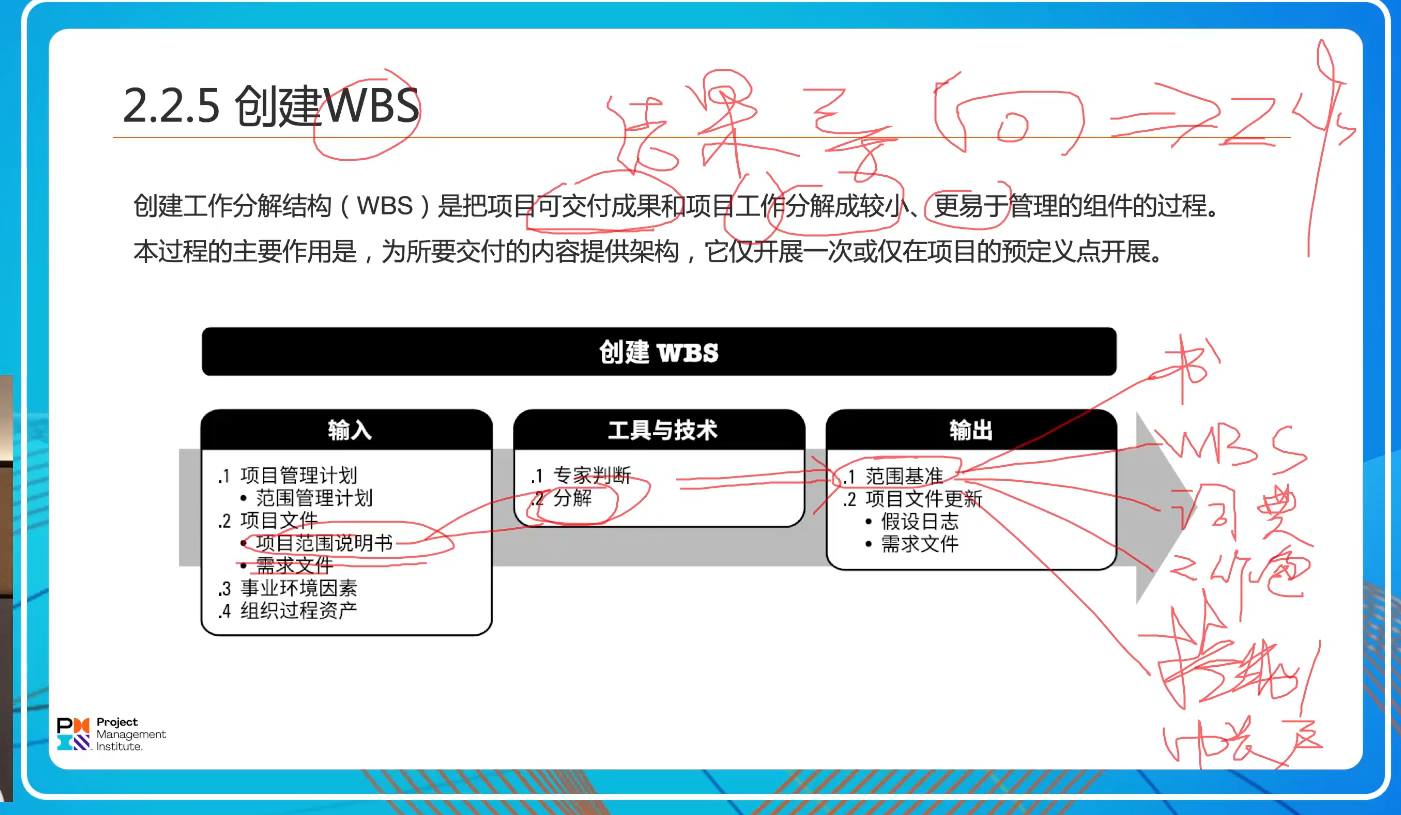 2.2.5 创建WBS
结果导向 ⇒ 工作
创建工作分解结构（WBS）是把项目可交付成果和项目工作分解成较小、更易于管理的组件的过程。
本过程的主要作用是，为所要交付的内容提供架构，它仅开展一次或仅在项目的预定义点开展。
创建 WBS
输入
.1 项目管理计划
• 范围管理计划
.2 项目文件
• 项目范围说明书
• 需求文件
.3 事业环境因素
.4 组织过程资产
工具与技术
.1 专家判断
.2 分解
输出
.1 范围基准
.2 项目文件更新
• 假设日志
• 需求文件
书
WBS
词典
工作包
Project
Management
Institute.